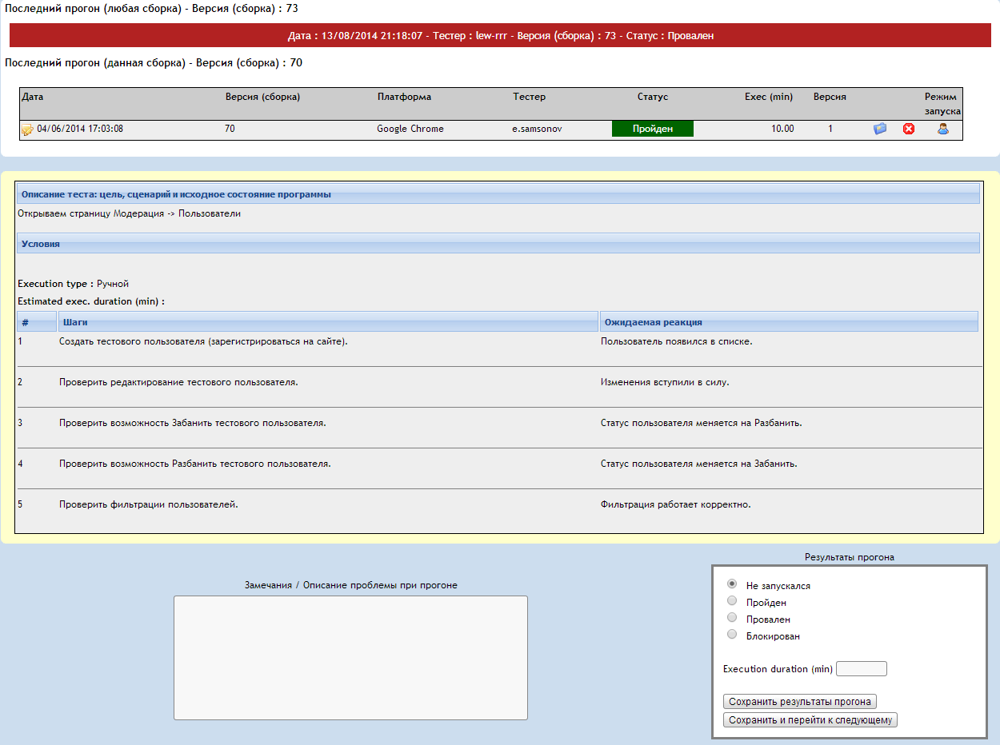 Последний прогон (любая сборка) - Версия (сборка) : 73
Дата : 13/08/2014 21:18:07 - Тестер : lew-rrr - Версия (сборка) : 73 - Статус : Провален
Последний прогон (данная сборка) - Версия (сборка) : 70
Дата Версия (сборка) Платформа Тестер Статус Exec (min) Версия Режим запуска
04/06/2014 17:03:08 70 Google Chrome e.samsonov Пройден 10.00 1
Описание теста: цель, сценарий и исходное состояние программы
Открываем страницу Модерация -> Пользователи
Условия
Execution type : Ручной
Estimated exec. duration (min) :
# Шаги Ожидаемая реакция
1 Создать тестового пользователя (зарегистрироваться на сайте). Пользователь появился в списке.
2 Проверить редактирование тестового пользователя. Изменения вступили в силу.
3 Проверить возможность Забанить тестового пользователя. Статус пользователя меняется на Разбанить.
4 Проверить возможность Разбанить тестового пользователя. Статус пользователя меняется на Забанить.
5 Проверить фильтрации пользователей. Фильтрация работает корректно.
Замечания / Описание проблемы при прогоне
Результаты прогона
Не запускался
Пройден
Провален
Блокирован
Execution duration (min)
Сохранить результаты прогона
Сохранить и перейти к следующему